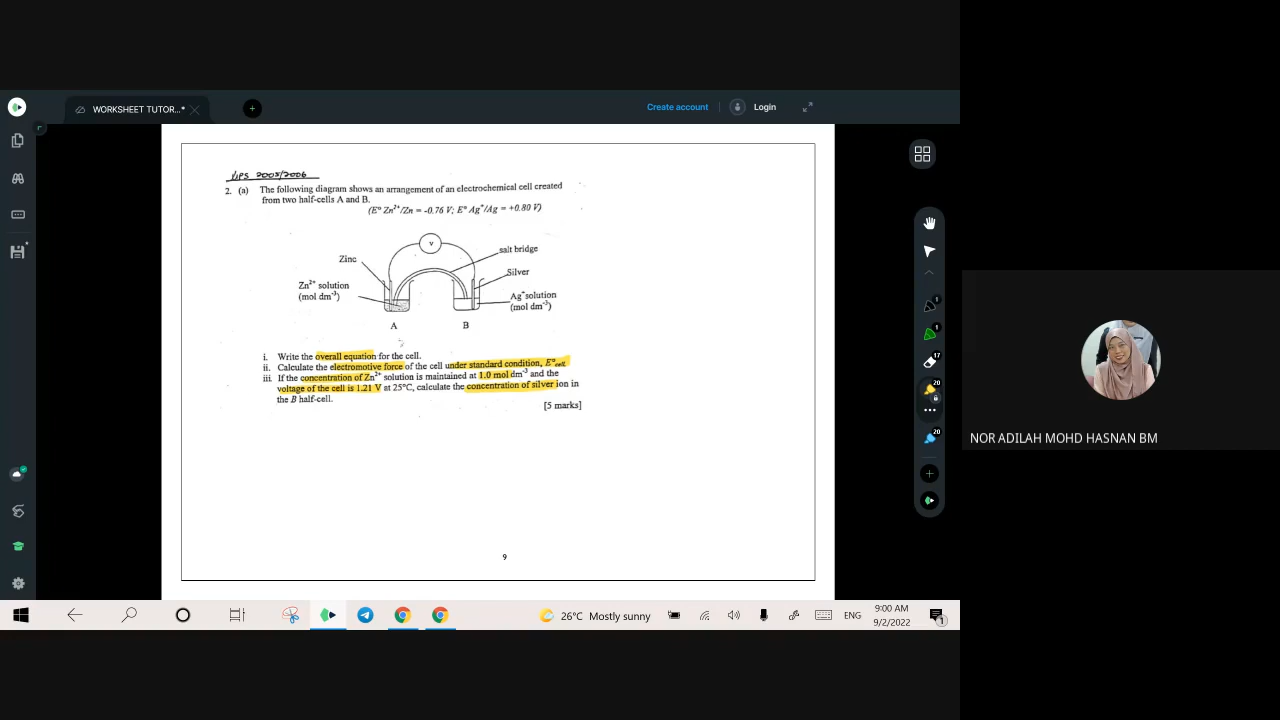 WORKSHEET TUTOR...*
Create account
Login
2005/2006
2. (a) The following diagram shows an arrangement of an electrochemical cell created
from two half-cells A and B.
(E° Zn²⁺/Zn = -0.76 V; E° Ag⁺/Ag = +0.80 V)
v
salt bridge
Zinc
Silver
Zn²⁺ solution
(mol dm⁻³)
Ag⁺ solution
(mol dm⁻³)
A
B
i. Write the overall equation for the cell.
ii. Calculate the electromotive force of the cell under standard condition, E°cell.
iii. If the concentration of Zn²⁺ solution is maintained at 1.0 mol dm⁻³ and the
voltage of the cell is 1.21 V at 25°C, calculate the concentration of silver ion in
the B half-cell.
[5 marks]
9
1
1
17
20
20
NOR ADILAH MOHD HASNAN BM
26°C Mostly sunny
ENG
9:00 AM
9/2/2022
1